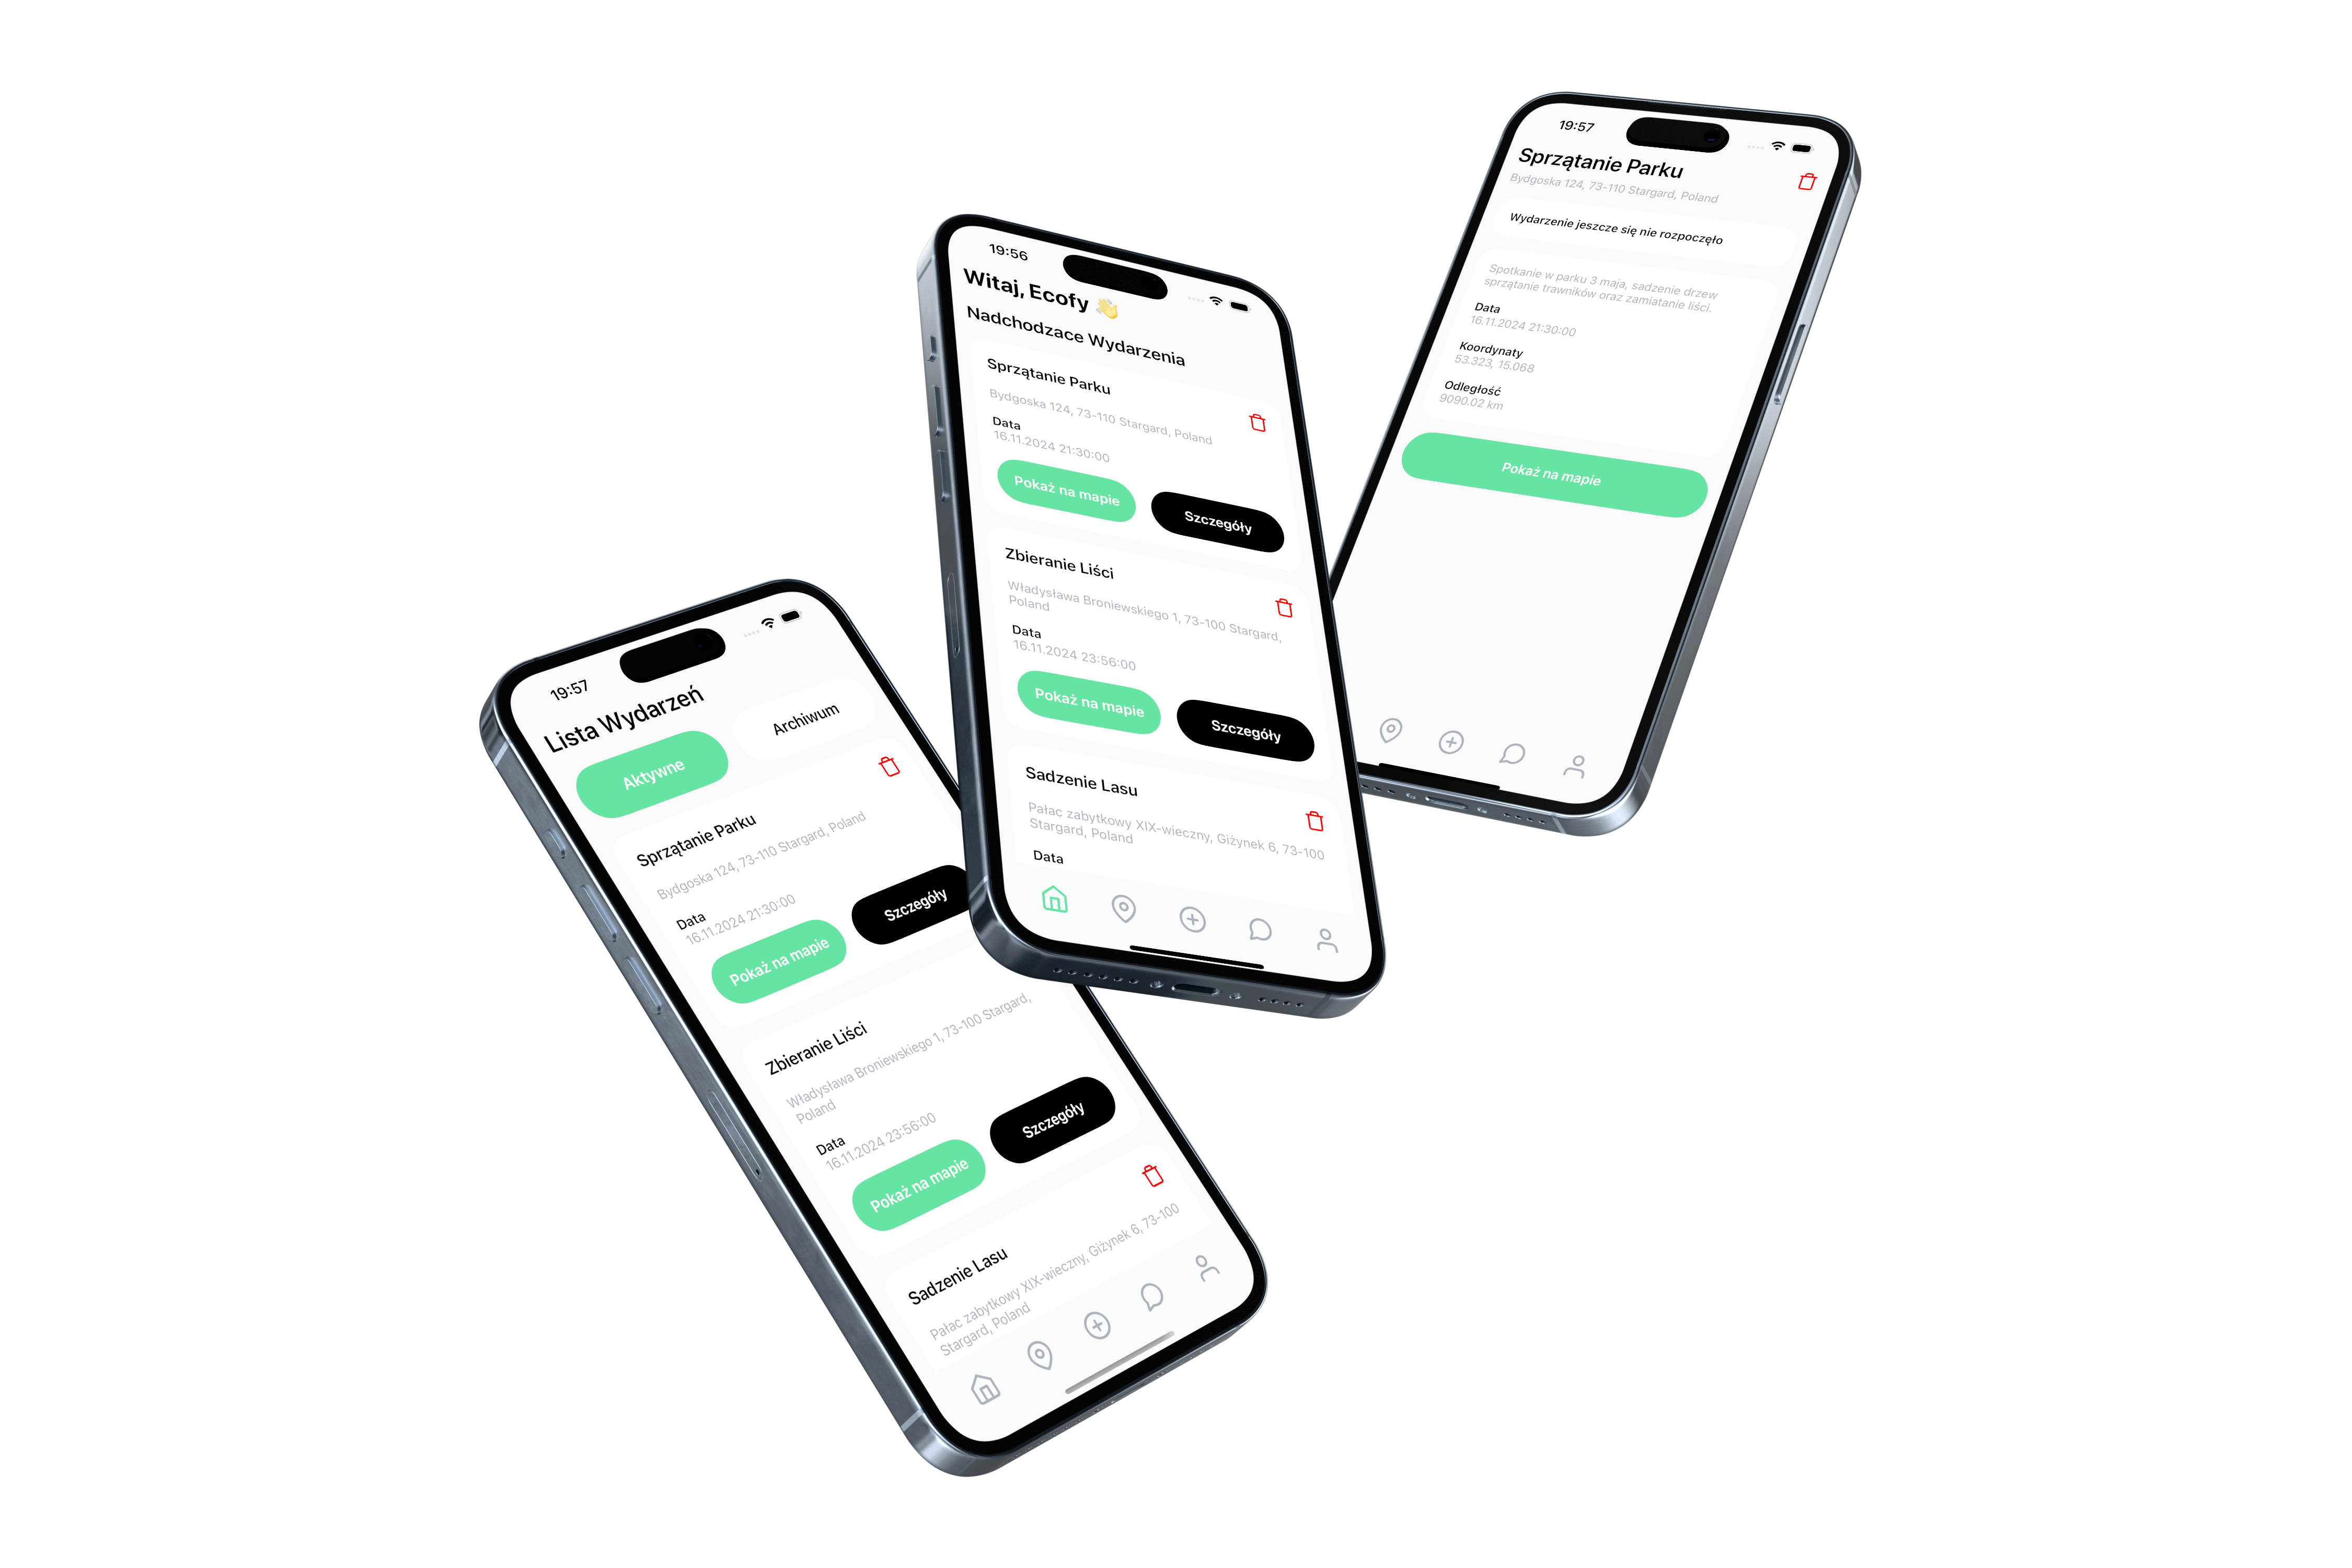 19:57
Lista Wydarzeń
Aktywne
Archiwum
Sprzątanie Parku
Bydgoska 124, 73-110 Stargard, Poland
Data
16.11.2024 21:30:00
Pokaż na mapie
Szczegóły
Zbieranie Liści
Władysława Broniewskiego 1, 73-100 Stargard,
Poland
Data
16.11.2024 23:56:00
Pokaż na mapie
Szczegóły
Sadzenie Lasu
Pałac zabytkowy XIX-wieczny, Giżynek 6, 73-100
Stargard, Poland
19:56
Witaj, Ecofy 👋
Nadchodzace Wydarzenia
Sprzątanie Parku
Bydgoska 124, 73-110 Stargard, Poland
Data
16.11.2024 21:30:00
Pokaż na mapie
Szczegóły
Zbieranie Liści
Władysława Broniewskiego 1, 73-100 Stargard,
Poland
Data
16.11.2024 23:56:00
Pokaż na mapie
Szczegóły
Sadzenie Lasu
Pałac zabytkowy XIX-wieczny, Giżynek 6, 73-100
Stargard, Poland
Data
19:57
Sprzątanie Parku
Bydgoska 124, 73-110 Stargard, Poland
Wydarzenie jeszcze się nie rozpoczęło
Spotkanie w parku 3 maja, sadzenie drzew
sprzątanie trawników oraz zamiatanie liści.
Data
16.11.2024 21:30:00
Koordynaty
53.323, 15.068
Odległość
9090.02 km
Pokaż na mapie